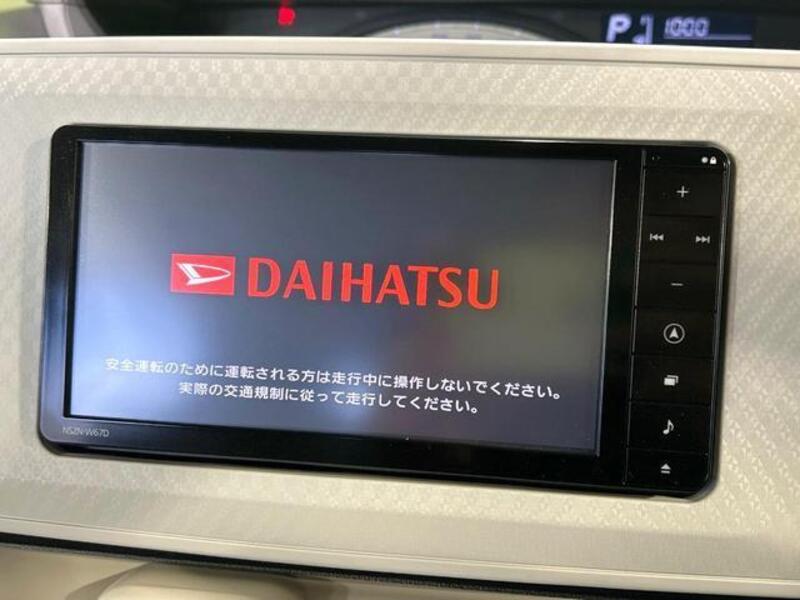 P 1000
DAIHATSU
安全運転のために運転される方は走行中に操作しないでください。
実際の交通規制に従って走行してください。
NSZN-W67D